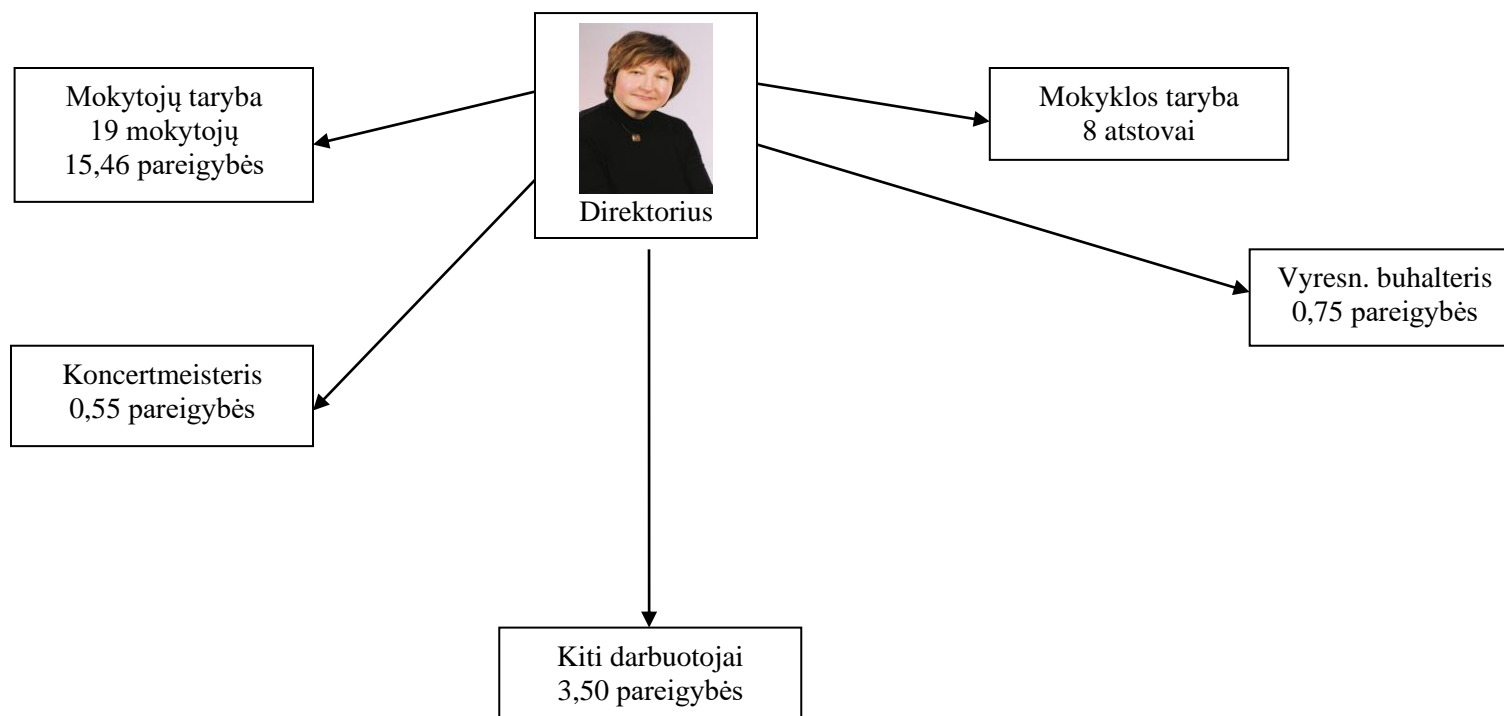 Direktorius
Mokytojų taryba
19 mokytojų
15,46 pareigybės
Mokyklos taryba
8 atstovai
Vyresn. buhalteris
0,75 pareigybės
Koncertmeisteris
0,55 pareigybės
Kiti darbuotojai
3,50 pareigybės